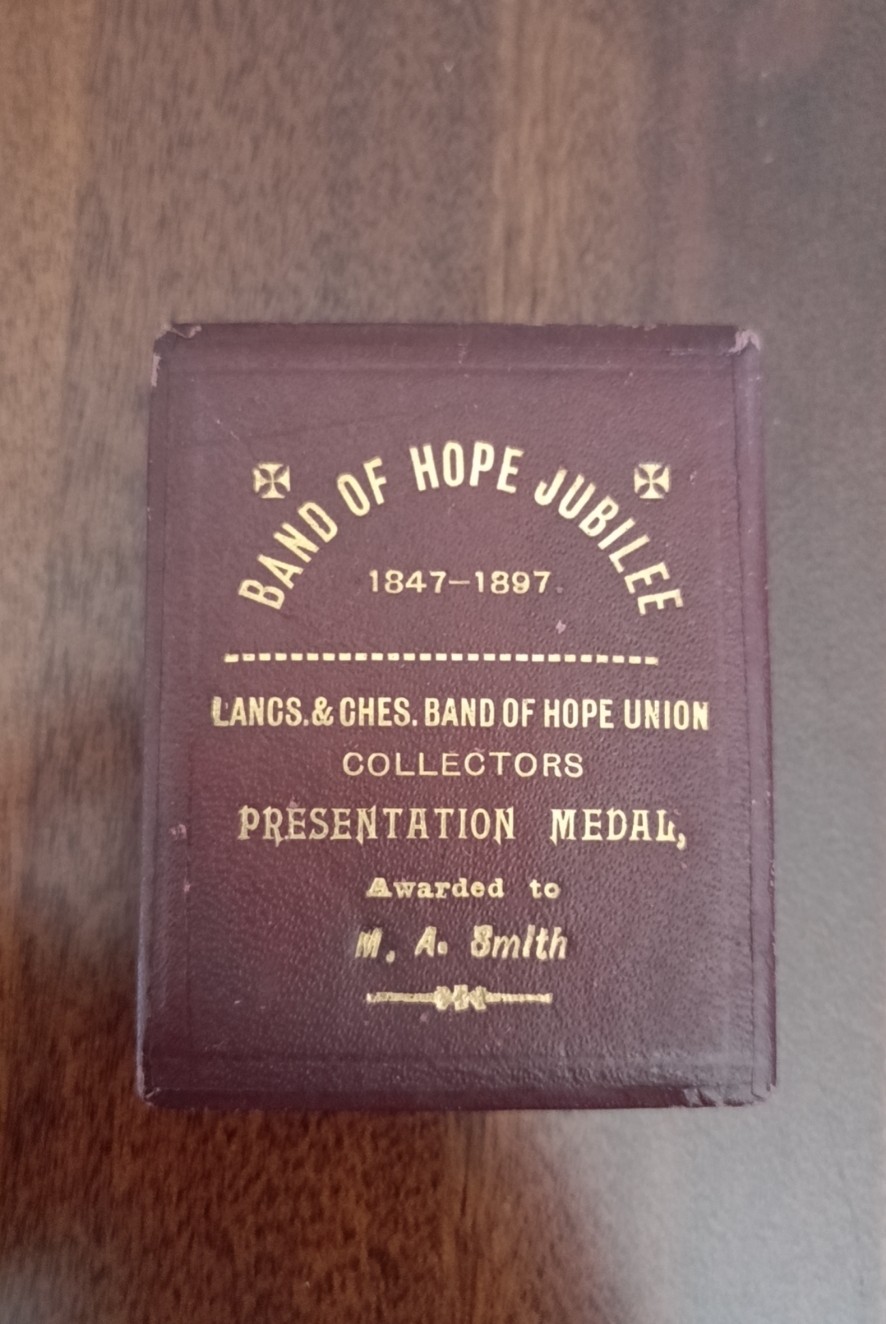 BAND OF HOPE JUBILEE
1847–1897.
LANCS. & CHES. BAND OF HOPE UNION
COLLECTORS
PRESENTATION MEDAL,
Awarded to
M. A. Smith